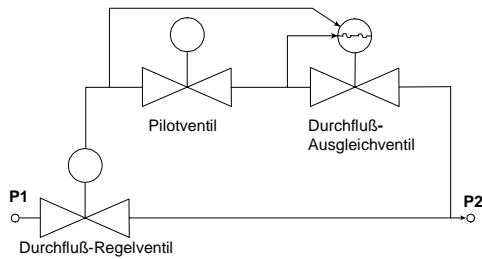 Pilotventil
Durchfluß-
Ausgleichventil
P1
P2
Durchfluß-Regelventil